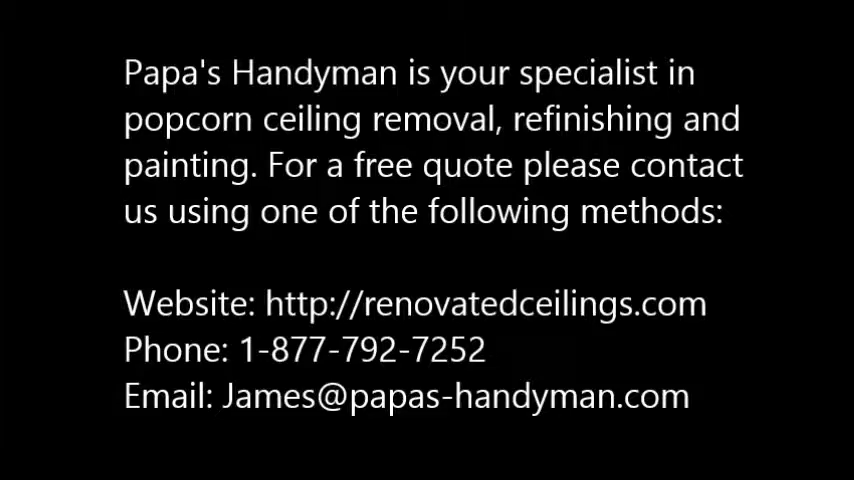 Papa's Handyman is your specialist in
popcorn ceiling removal, refinishing and
painting. For a free quote please contact
us using one of the following methods:
Website: http://renovatedceilings.com
Phone: 1-877-792-7252
Email: James@papas-handyman.com